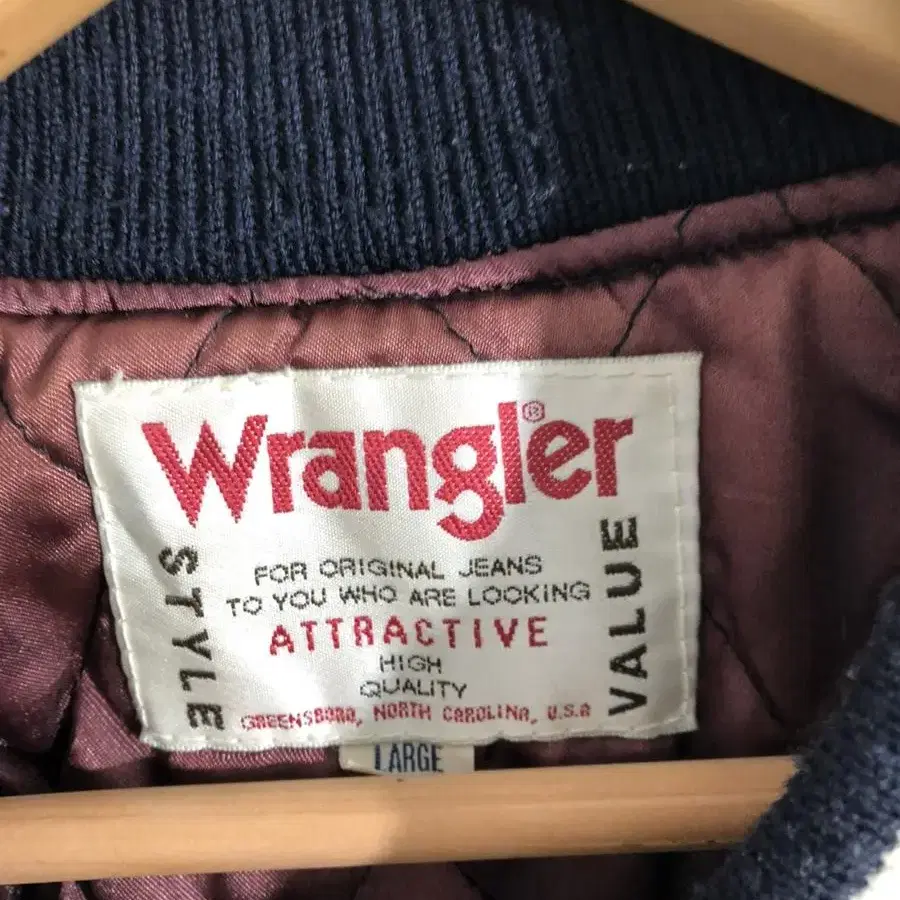 Wrangler®
STYLE
FOR ORIGINAL JEANS
TO YOU WHO ARE LOOKING
ATTRACTIVE
HIGH
QUALITY
GREENSBORO, NORTH CAROLINA, U.S.A
VALUE
LARGE